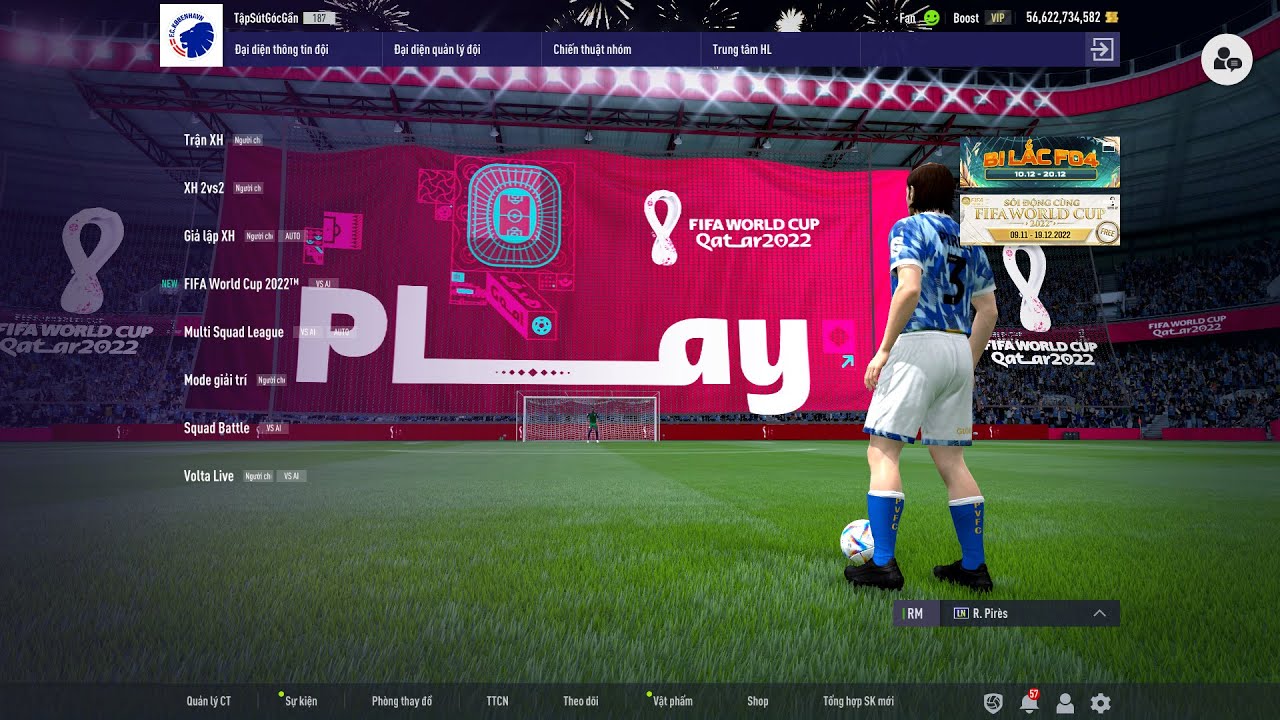 F.C. KØBENHAVN
TậpSútGócGần 187
Fan Boost VIP 56,622,734,582
Đại diện thông tin đội Đại diện quản lý đội Chiến thuật nhóm Trung tâm HL
Trận XH Người ch
XH 2vs2 Người ch
Giả lập XH Người ch AUTO
NEW FIFA World Cup 2022™ VS AI
Multi Squad League VS AI AUTO
Mode giải trí Người ch
Squad Battle VS AI
Volta Live Người ch VS AI
BI LẮC FO4
10.12 - 20.12
SÔI ĐỘNG CÙNG
FIFA WORLD CUP
2022
09.11 - 19.12.2022 FREE
FIFA WORLD CUP
Qatar2022
PLay
FIFA WORLD CUP
Qatar2022
FIFA WORLD CUP
Qatar2022
FIFA WORLD CUP
Qatar2022
3
PVFC
PVFC
RM LN R. Pirès
Quản lý CT Sự kiện Phòng thay đồ TTCN Theo dõi Vật phẩm Shop Tổng hợp SK mới 57